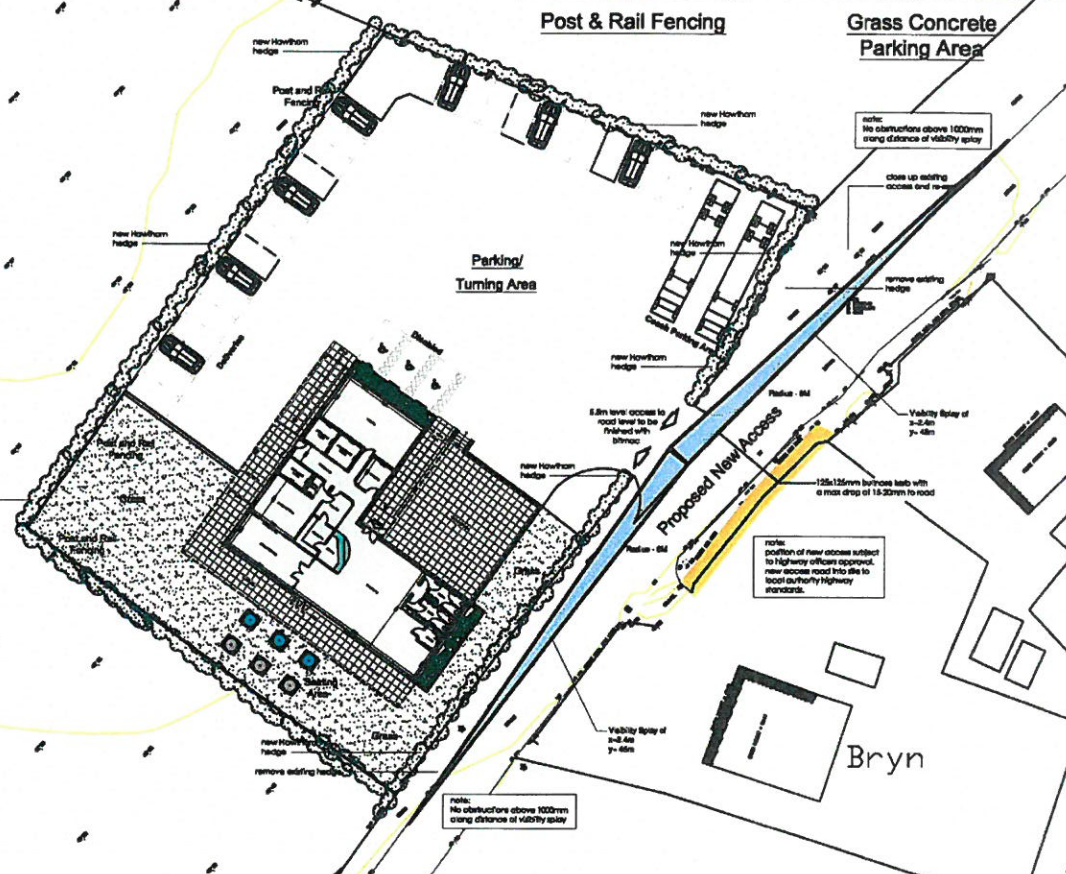 Post & Rail Fencing
Grass Concrete
Parking Area
new Hawthorn
hedge
Post and Rail
Fencing
new Hawthorn
hedge
note:
No obstructions above 1000mm
along distance of visibility splay
close up existing
access and
new Hawthorn
hedge
new Hawthorn
hedge
Parking/
Turning Area
remove existing
hedge
Coach Parking Area
Disabled
Deliveries
new Hawthorn
hedge
Radius - 6M
5.5m level access to
road level to be
finished with
bitmac
Visibility Splay of
x=2.4m
y= 45m
Proposed New Access
Post and Rail
Fencing
Grass
new Hawthorn
hedge
125x125mm bullnose kerb with
a max drop of 15-20mm to road
Post and Rail
Fencing
Radius - 6M
note:
position of new access subject
to highway officers approval.
new access road into site to
local authority highway
standards.
Grass
Seating
Area
Grass
Visibility Splay of
x=2.4m
y= 45m
Bryn
new Hawthorn
hedge
remove existing hedge
note:
No obstructions above 1000mm
along distance of visibility splay